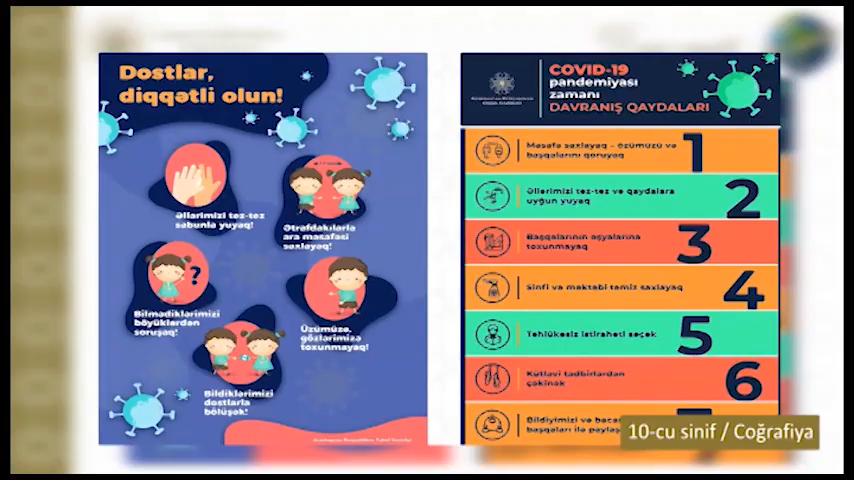 Dostlar,
diqqətli olun!
Əllərimizi tez-tez
sabunla yuyaq!
Ətrafdakılarla
ara məsafəsi
saxlayaq!
Bilmədiklərimizi
böyüklərdən
soruşaq!
Üzümüzə,
gözlərimizə
toxunmayaq!
Bildiklərimizi
dostlarla
bölüşək!
COVID-19
pandemiyası
zamanı
DAVRANIŞ QAYDALARI
Məsafə saxlayaq - özümüzü və
başqalarını qoruyaq
1
Əllərimizi tez-tez və qaydalara
uyğun yuyaq
2
Başqalarının əşyalarına
toxunmayaq
3
Sinfi və məktəbi təmiz saxlayaq
4
Təhlükəsiz istirahəti seçək
5
Kütləvi tədbirlərdən
çəkinək
6
Bildiyimizi və
başqaları ilə
10-cu sinif / Coğrafiya